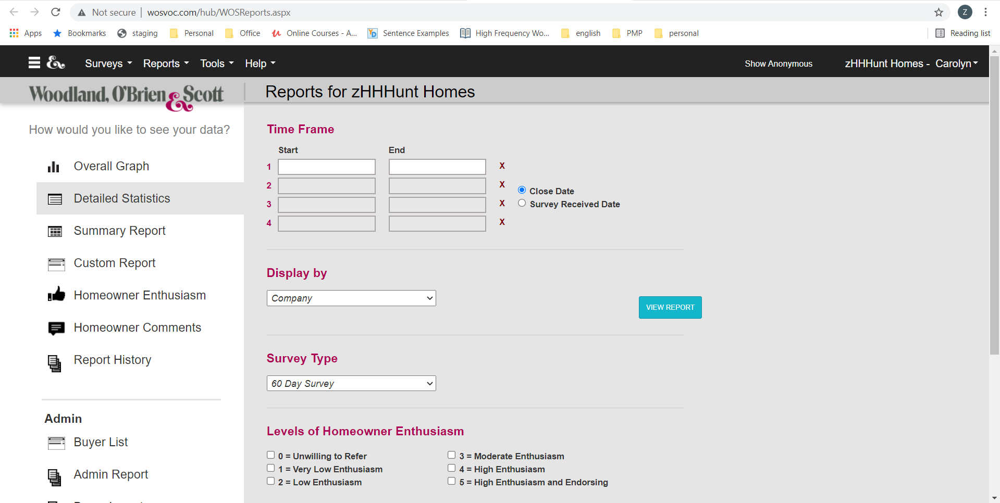 Not secure wosvoc.com/hub/WOSReports.aspx Z
Apps Bookmarks staging Personal Office Online Courses - A... YD Sentence Examples High Frequency Wo... english PMP personal Reading list
& Surveys Reports Tools Help Show Anonymous zHHHunt Homes - Carolyn
Woodland, O'Brien & Scott
Reports for zHHHunt Homes
How would you like to see your data?
Overall Graph
Detailed Statistics
Summary Report
Custom Report
Homeowner Enthusiasm
Homeowner Comments
Report History
Admin
Buyer List
Admin Report
Time Frame
Start End
1 X
2 X
3 X
4 X
Close Date
Survey Received Date
Display by
Company
VIEW REPORT
Survey Type
60 Day Survey
Levels of Homeowner Enthusiasm
0 = Unwilling to Refer
1 = Very Low Enthusiasm
2 = Low Enthusiasm
3 = Moderate Enthusiasm
4 = High Enthusiasm
5 = High Enthusiasm and Endorsing